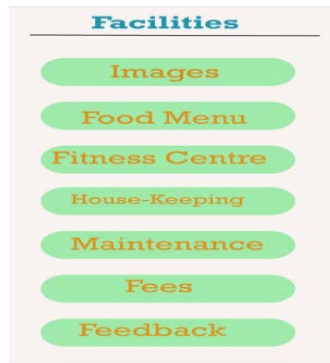 Facilities
Images
Food Menu
Fitness Centre
House-Keeping
Maintenance
Fees
Feedback